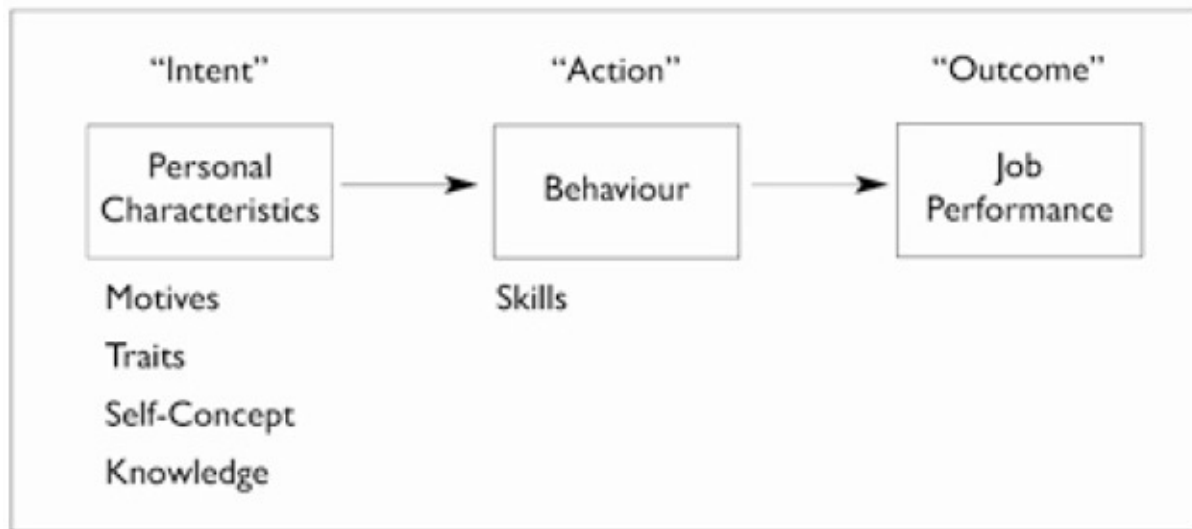 “Intent”
“Action”
“Outcome”
Personal
Characteristics
Behaviour
Job
Performance
Motives
Traits
Self-Concept
Knowledge
Skills